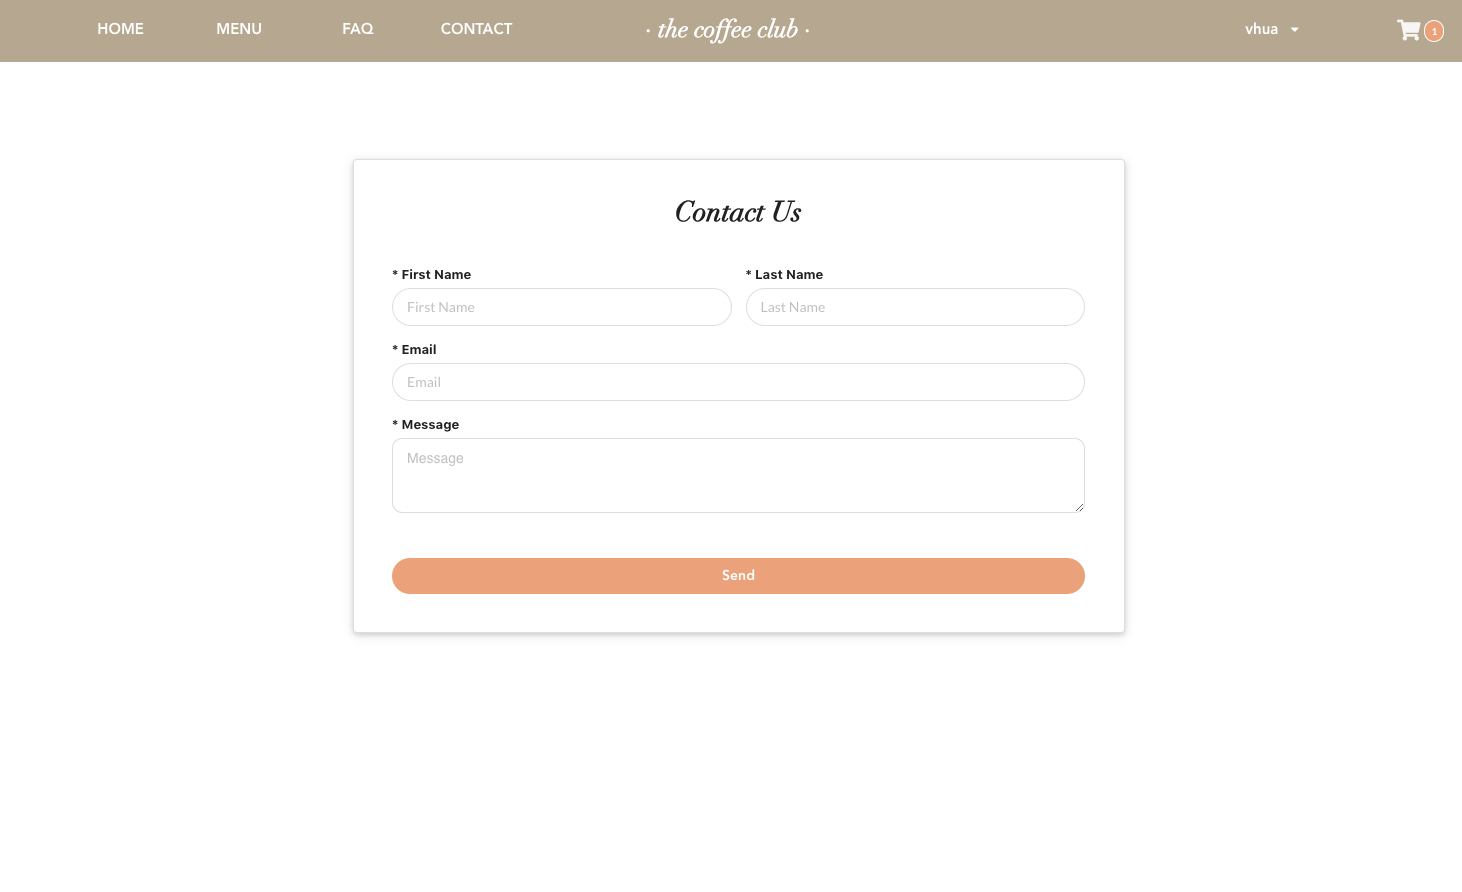 HOME MENU FAQ CONTACT · the coffee club · vhua 1
Contact Us
* First Name * Last Name
First Name Last Name
* Email
Email
* Message
Message
Send